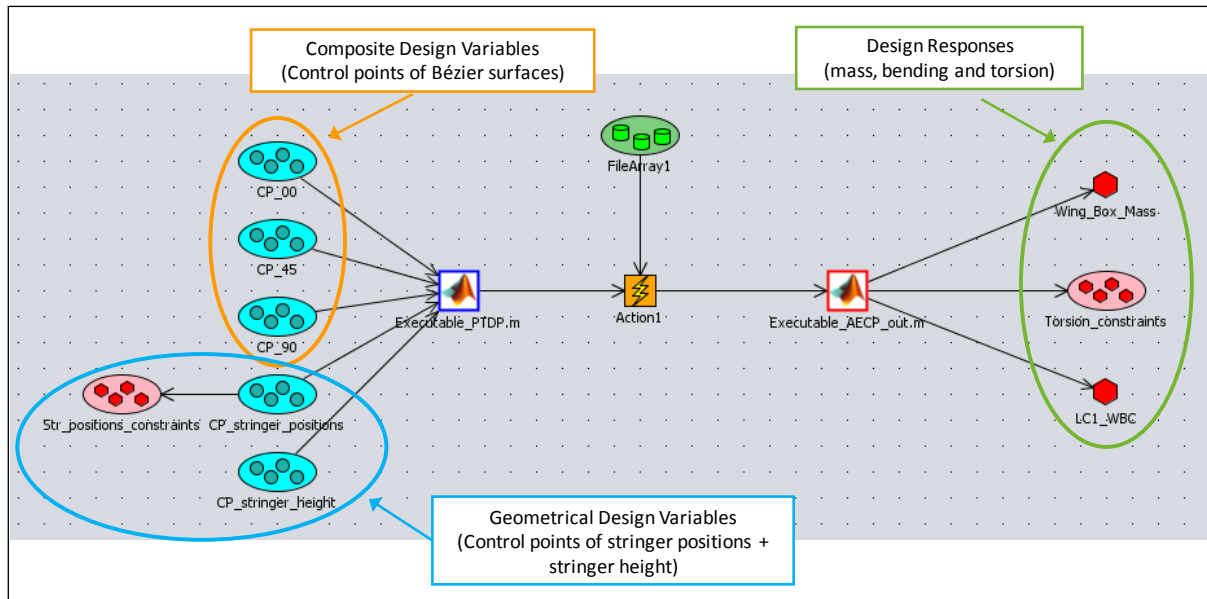 Composite Design Variables
(Control points of Bézier surfaces)
Design Responses
(mass, bending and torsion)
FileArray1
CP_00
Wing_Box_Mass
CP_45
Executable_PTDP.m
Action1
Executable_AECP_out.m
Torsion_constraints
CP_90
Str_positions_constraints
CP_stringer_positions
LC1_WBC
CP_stringer_height
Geometrical Design Variables
(Control points of stringer positions +
stringer height)